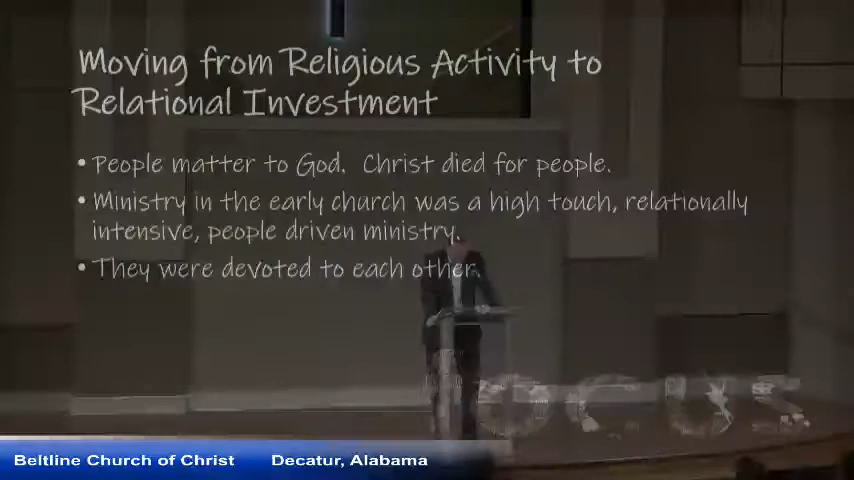 Moving from Religious Activity to
Relational Investment
• People matter to God. Christ died for people.
• Ministry in the early church was a high touch, relationally
intensive, people driven ministry.
• They were devoted to each other.
FOCUS
Beltline Church of Christ Decatur, Alabama